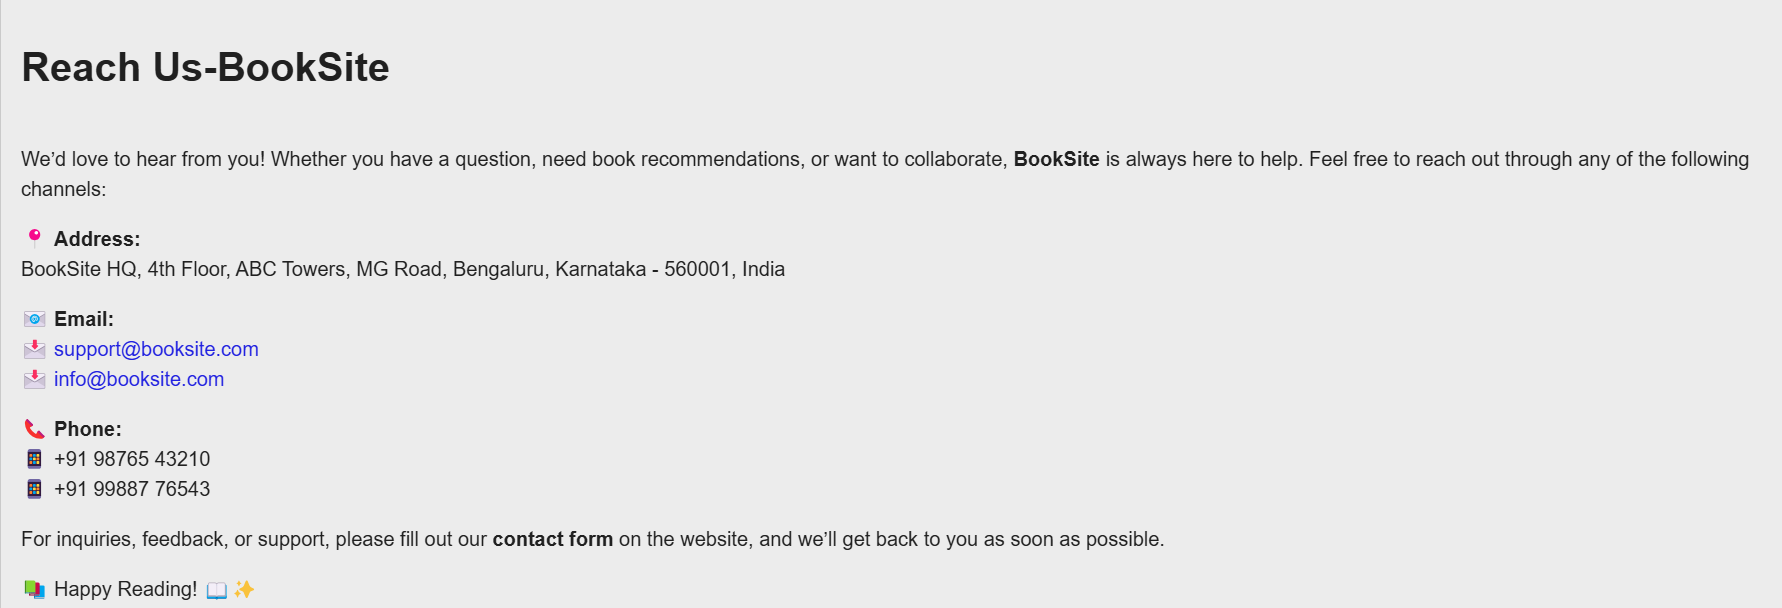 Reach Us-BookSite
We’d love to hear from you! Whether you have a question, need book recommendations, or want to collaborate, BookSite is always here to help. Feel free to reach out through any of the following
channels:
📍 Address:
BookSite HQ, 4th Floor, ABC Towers, MG Road, Bengaluru, Karnataka - 560001, India
📧 Email:
📩 support@booksite.com
📩 info@booksite.com
📞 Phone:
📱 +91 98765 43210
📱 +91 99887 76543
For inquiries, feedback, or support, please fill out our contact form on the website, and we’ll get back to you as soon as possible.
📚 Happy Reading! 📖✨